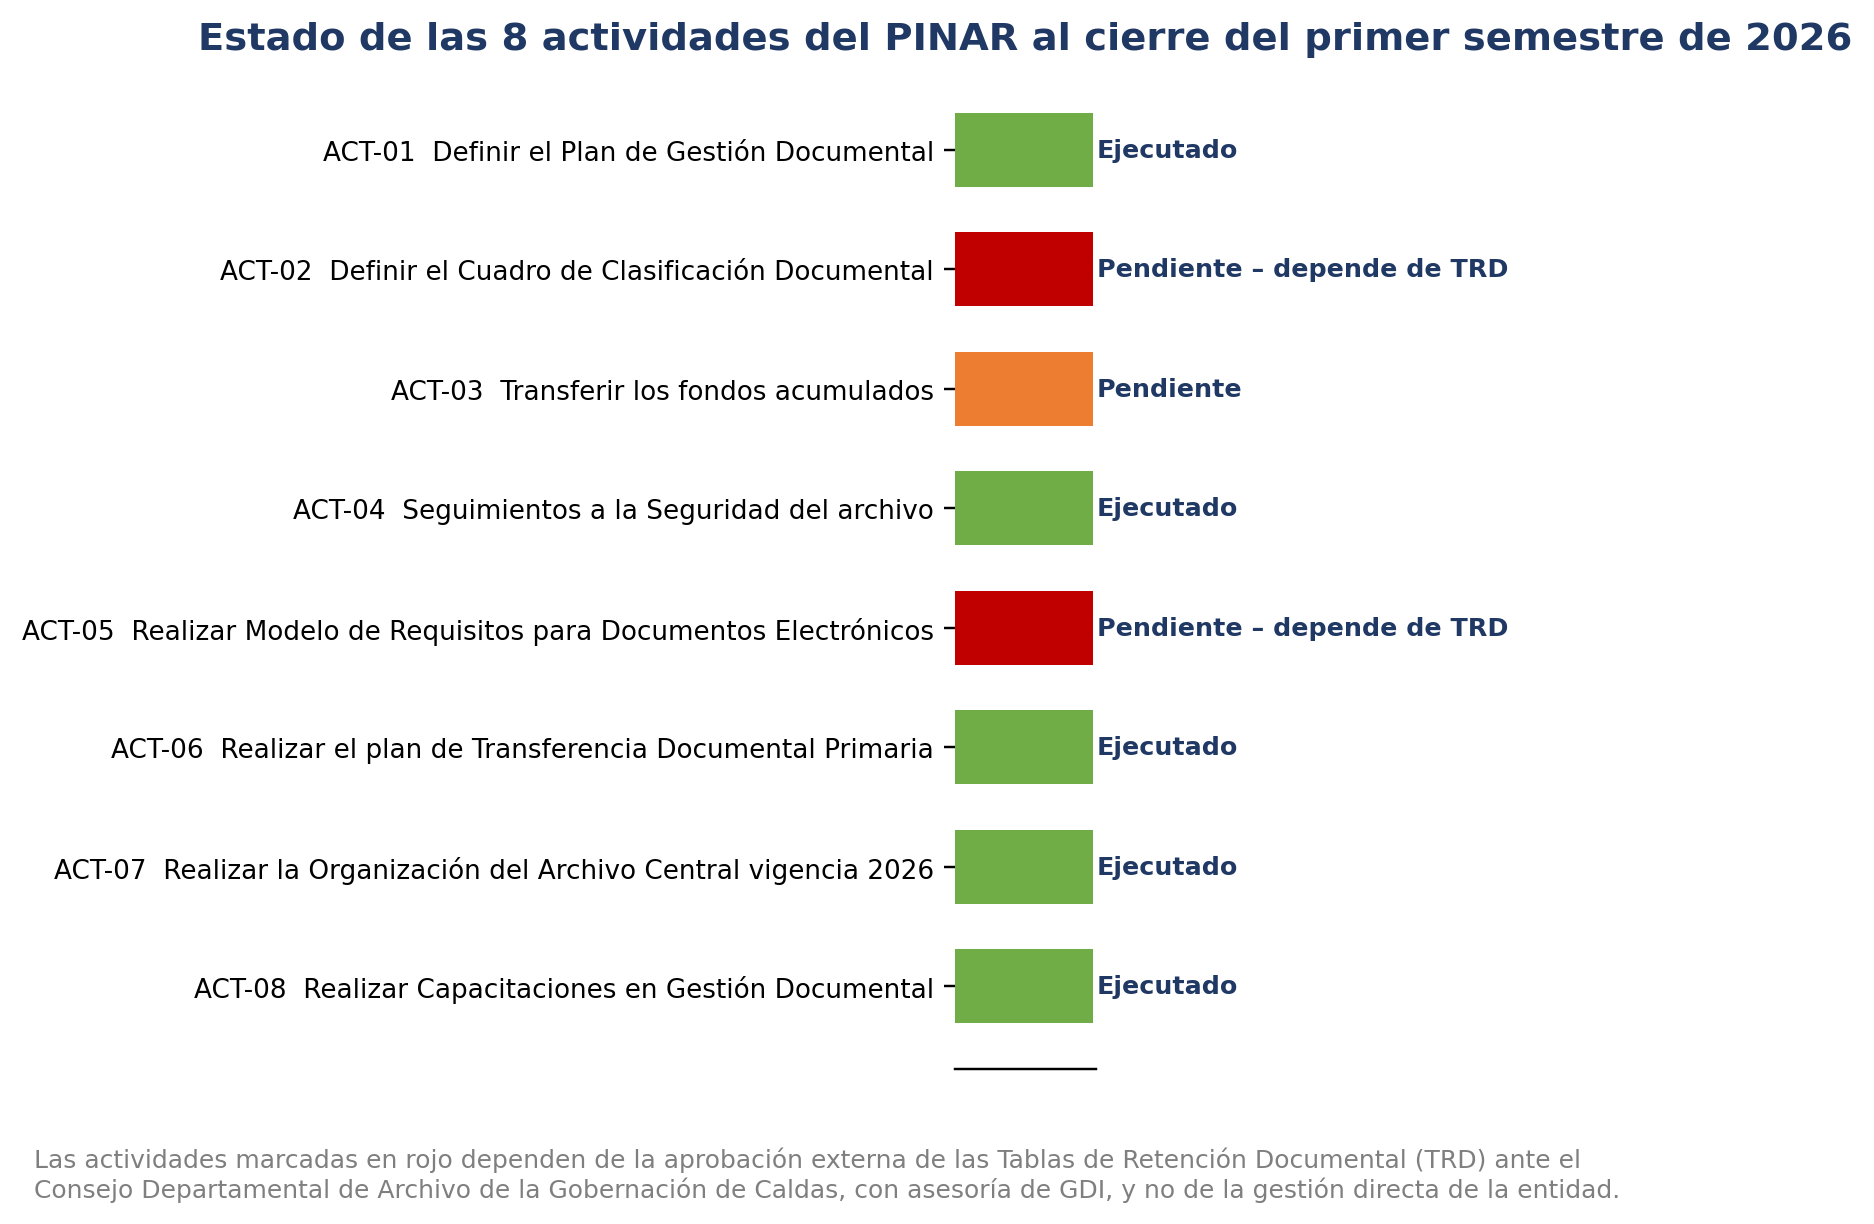 Estado de las 8 actividades del PINAR al cierre del primer semestre de 2026
ACT-01  Definir el Plan de Gestión Documental
Ejecutado
ACT-02  Definir el Cuadro de Clasificación Documental
Pendiente – depende de TRD
ACT-03  Transferir los fondos acumulados
Pendiente
ACT-04  Seguimientos a la Seguridad del archivo
Ejecutado
ACT-05  Realizar Modelo de Requisitos para Documentos Electrónicos
Pendiente – depende de TRD
ACT-06  Realizar el plan de Transferencia Documental Primaria
Ejecutado
ACT-07  Realizar la Organización del Archivo Central vigencia 2026
Ejecutado
ACT-08  Realizar Capacitaciones en Gestión Documental
Ejecutado
Las actividades marcadas en rojo dependen de la aprobación externa de las Tablas de Retención Documental (TRD) ante el
Consejo Departamental de Archivo de la Gobernación de Caldas, con asesoría de GDI, y no de la gestión directa de la entidad.